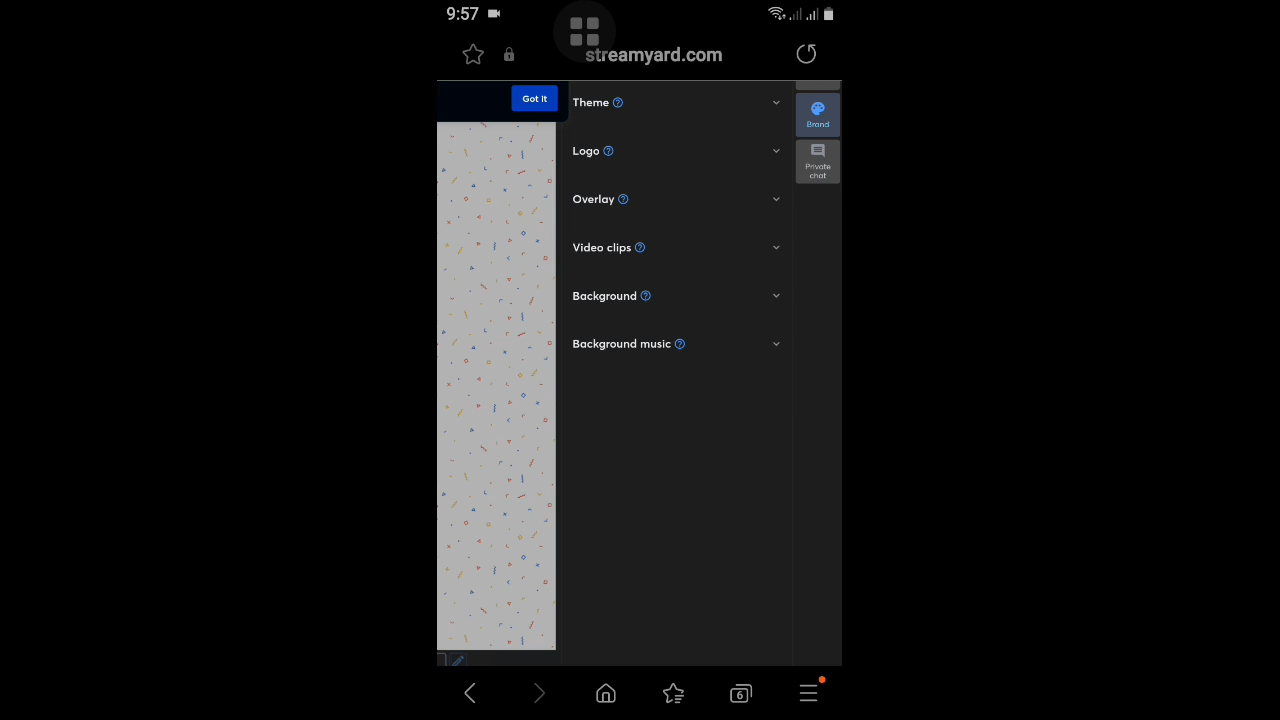 9:57
streamyard.com
Got It
Theme
Brand
Logo
Private
chat
Overlay
Video clips
Background
Background music
6